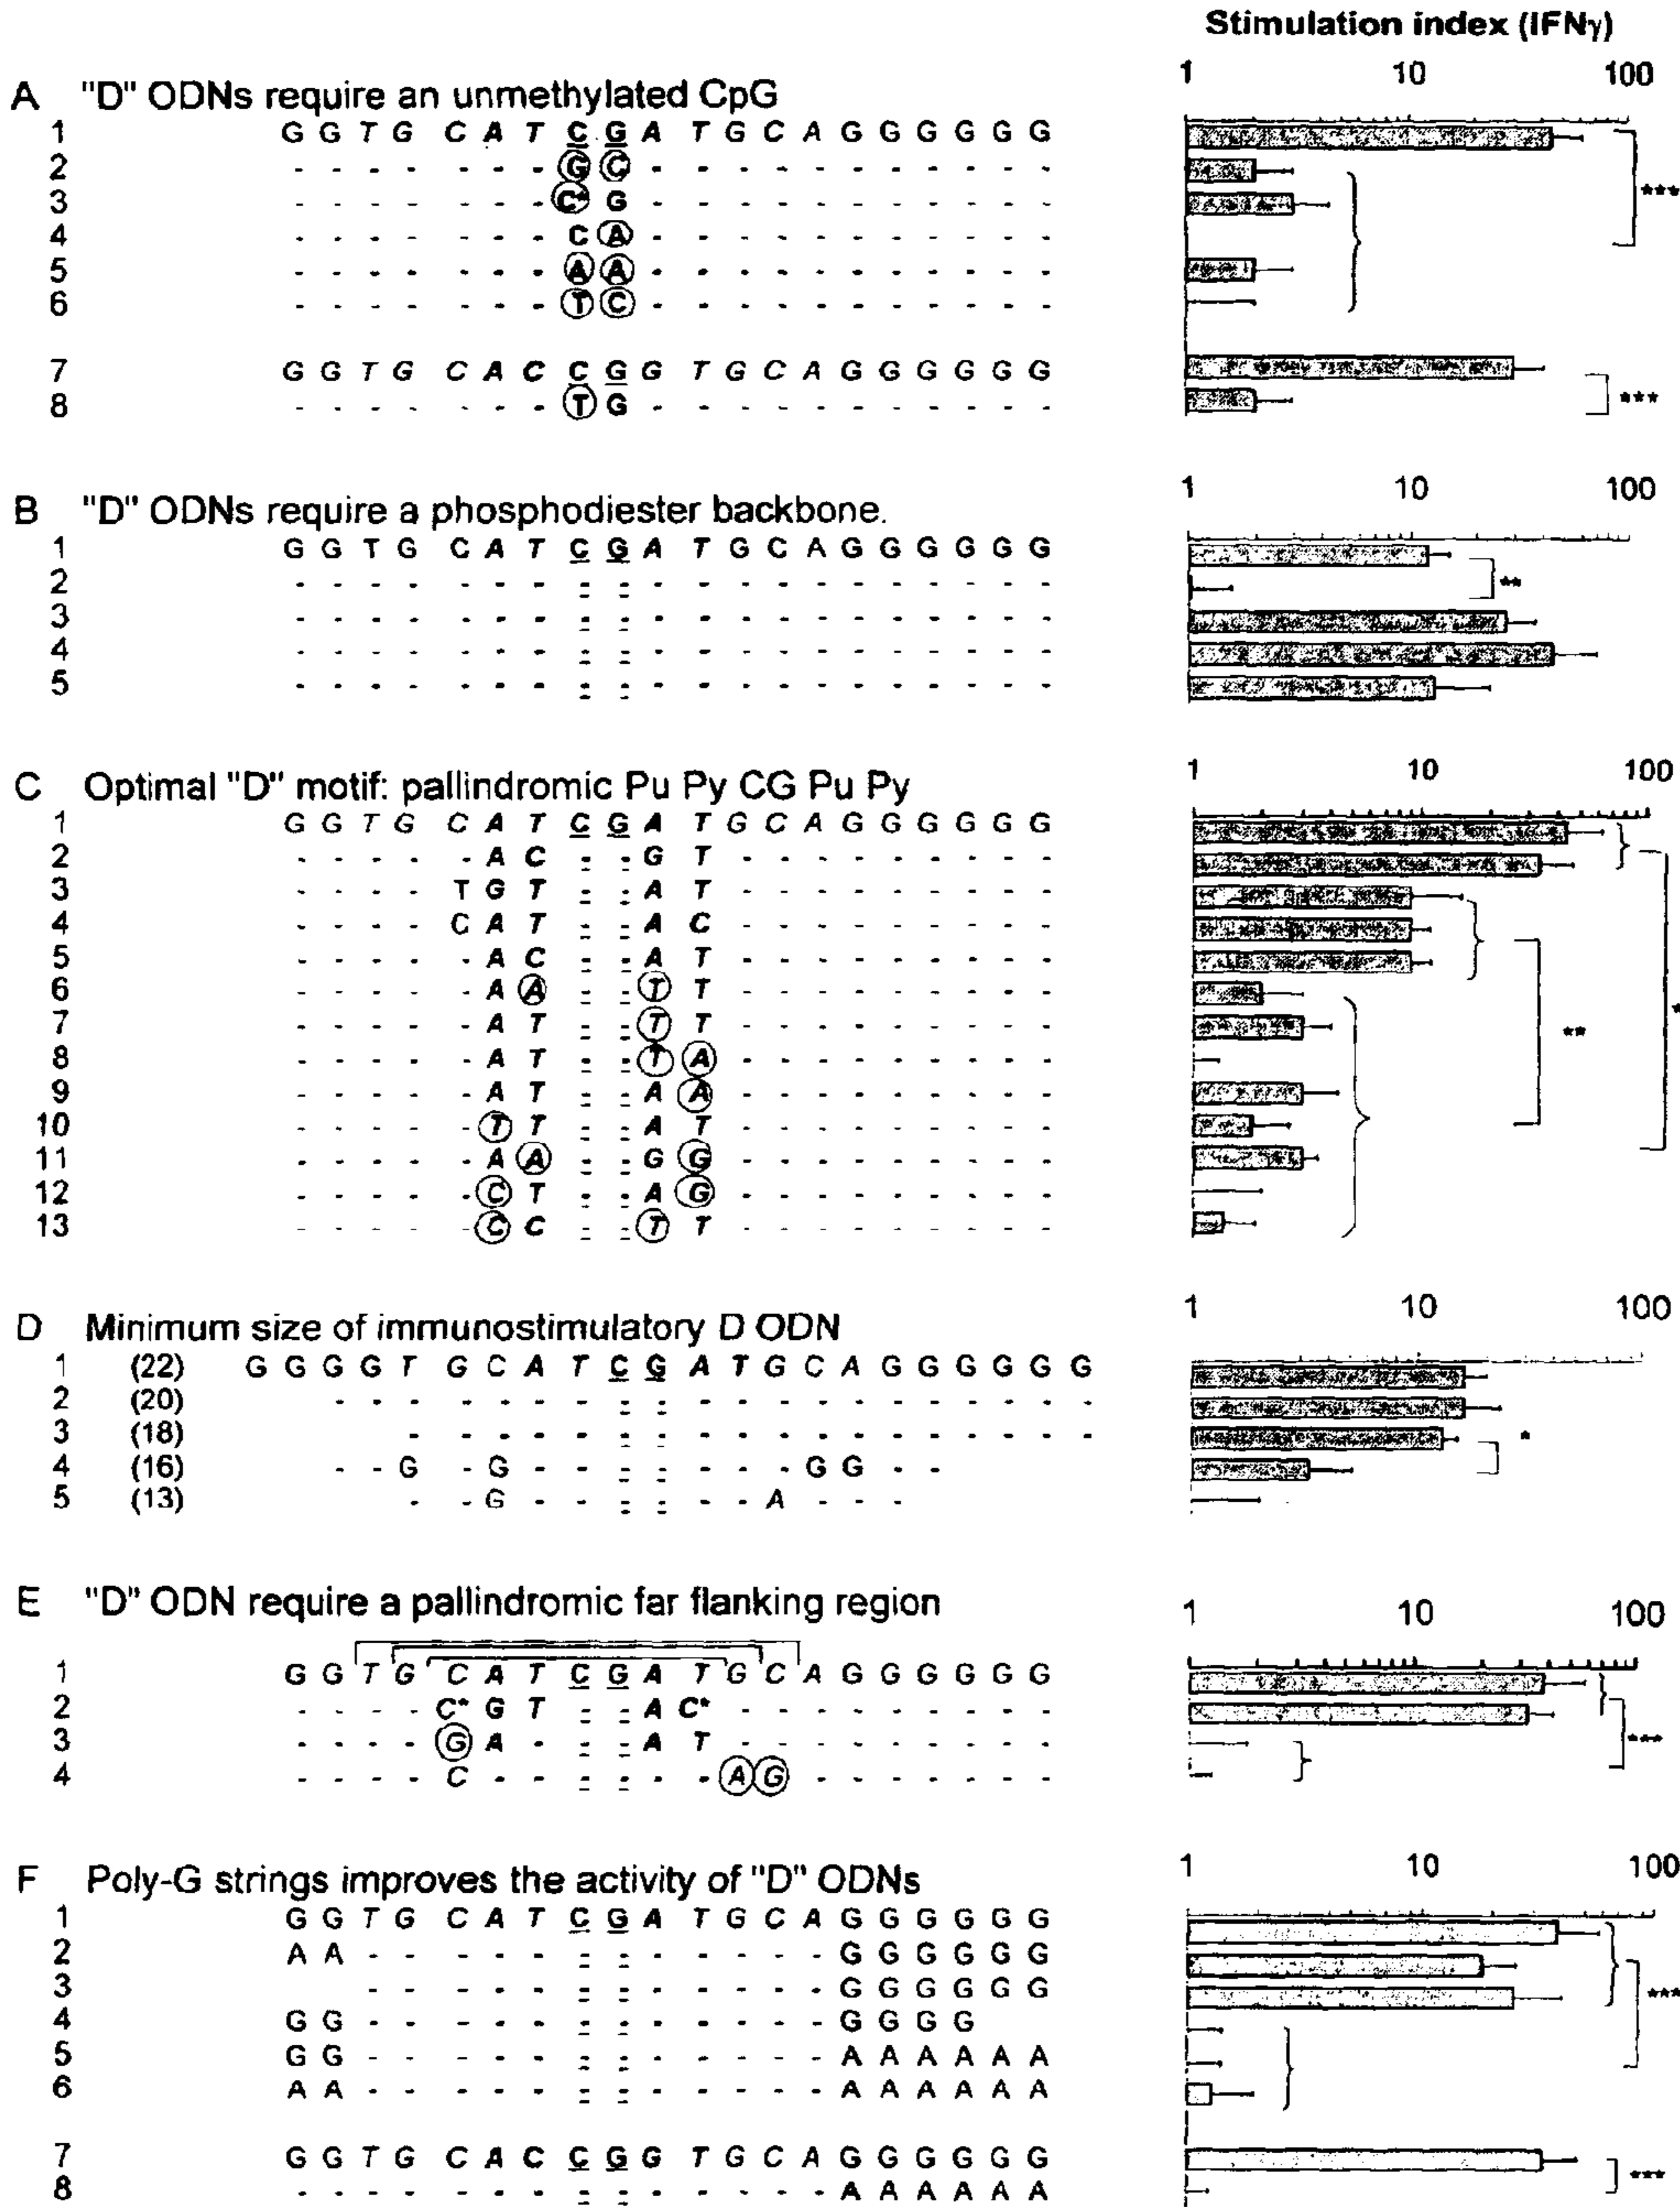 Stimulation index (IFNγ)
1 10 100
A "D" ODNs require an unmethylated CpG
1 G G T G C A T C G A T G C A G G G G G G
2 - - - - - - - G C - - - - - - - - - - -
3 - - - - - - - C* G - - - - - - - - - - -
4 - - - - - - - C A - - - - - - - - - - -
5 - - - - - - - A A - - - - - - - - - - -
6 - - - - - - - T C - - - - - - - - - - -
***
7 G G T G C A C C G G T G C A G G G G G G
8 - - - - - - - T G - - - - - - - - - - -
***
1 10 100
B "D" ODNs require a phosphodiester backbone.
1 G G T G C A T C G A T G C A G G G G G G
2 - - - - - - - - - - - - - - - - - - - -
**
3 - - - - - - - - - - - - - - - - - - - -
4 - - - - - - - - - - - - - - - - - - - -
5 - - - - - - - - - - - - - - - - - - - -
1 10 100
C Optimal "D" motif: pallindromic Pu Py CG Pu Py
1 G G T G C A T C G A T G C A G G G G G G
2 - - - - - A C - - G T - - - - - - - - -
3 - - - - T G T - - A T - - - - - - - - -
4 - - - - C A T - - A C - - - - - - - - -
5 - - - - - A C - - A T - - - - - - - - -
6 - - - - - A A - - T T - - - - - - - - -
7 - - - - - A T - - T T - - - - - - - - -
8 - - - - - A T - - T A - - - - - - - - -
9 - - - - - A T - - A A - - - - - - - - -
10 - - - - - T T - - A T - - - - - - - - -
11 - - - - - A A - - G G - - - - - - - - -
12 - - - - - C T - - A G - - - - - - - - -
13 - - - - - C C - - T T - - - - - - - - -
** *
1 10 100
D Minimum size of immunostimulatory D ODN
1 (22) G G G G T G C A T C G A T G C A G G G G G G
2 (20) - - - - - - - - - - - - - - - - - - - -
3 (18) - - - - - - - - - - - - - - - - - -
4 (16) - - G - G - - - - - - - - G G - -
5 (13) - - G - - - - - - A - - -
*
1 10 100
E "D" ODN require a pallindromic far flanking region
1 G G T G C A T C G A T G C A G G G G G G
2 - - - - C* G T - - A C* - - - - - - - - -
3 - - - - G A - - - A T - - - - - - - - -
4 - - - - C - - - - - - A G - - - - - - -
***
1 10 100
F Poly-G strings improves the activity of "D" ODNs
1 G G T G C A T C G A T G C A G G G G G G
2 A A - - - - - - - - - - - - G G G G G G
3 - - - - - - - - - - - - G G G G G G
4 G G - - - - - - - - - - - - G G G G
5 G G - - - - - - - - - - - - A A A A A A
6 A A - - - - - - - - - - - - A A A A A A
***
7 G G T G C A C C G G T G C A G G G G G G
8 - - - - - - - - - - - - - - A A A A A A
***